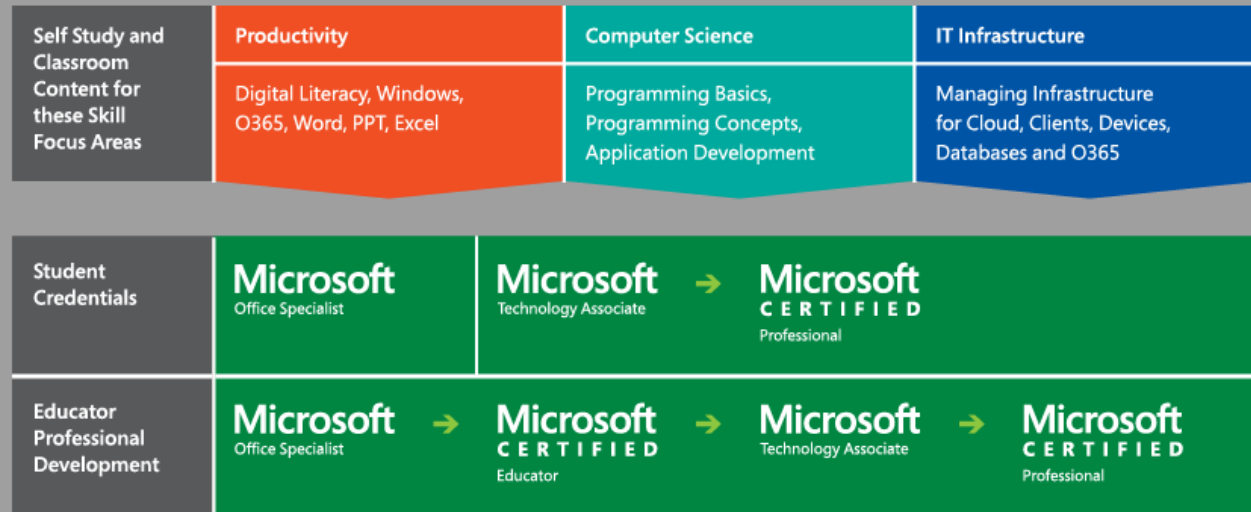 Self Study and
Classroom
Content for
these Skill
Focus Areas
Productivity
Digital Literacy, Windows,
O365, Word, PPT, Excel
Computer Science
Programming Basics,
Programming Concepts,
Application Development
IT Infrastructure
Managing Infrastructure
for Cloud, Clients, Devices,
Databases and O365
Student
Credentials
Microsoft
Office Specialist
Microsoft
Technology Associate
Microsoft
CERTIFIED
Professional
Educator
Professional
Development
Microsoft
Office Specialist
Microsoft
CERTIFIED
Educator
Microsoft
Technology Associate
Microsoft
CERTIFIED
Professional